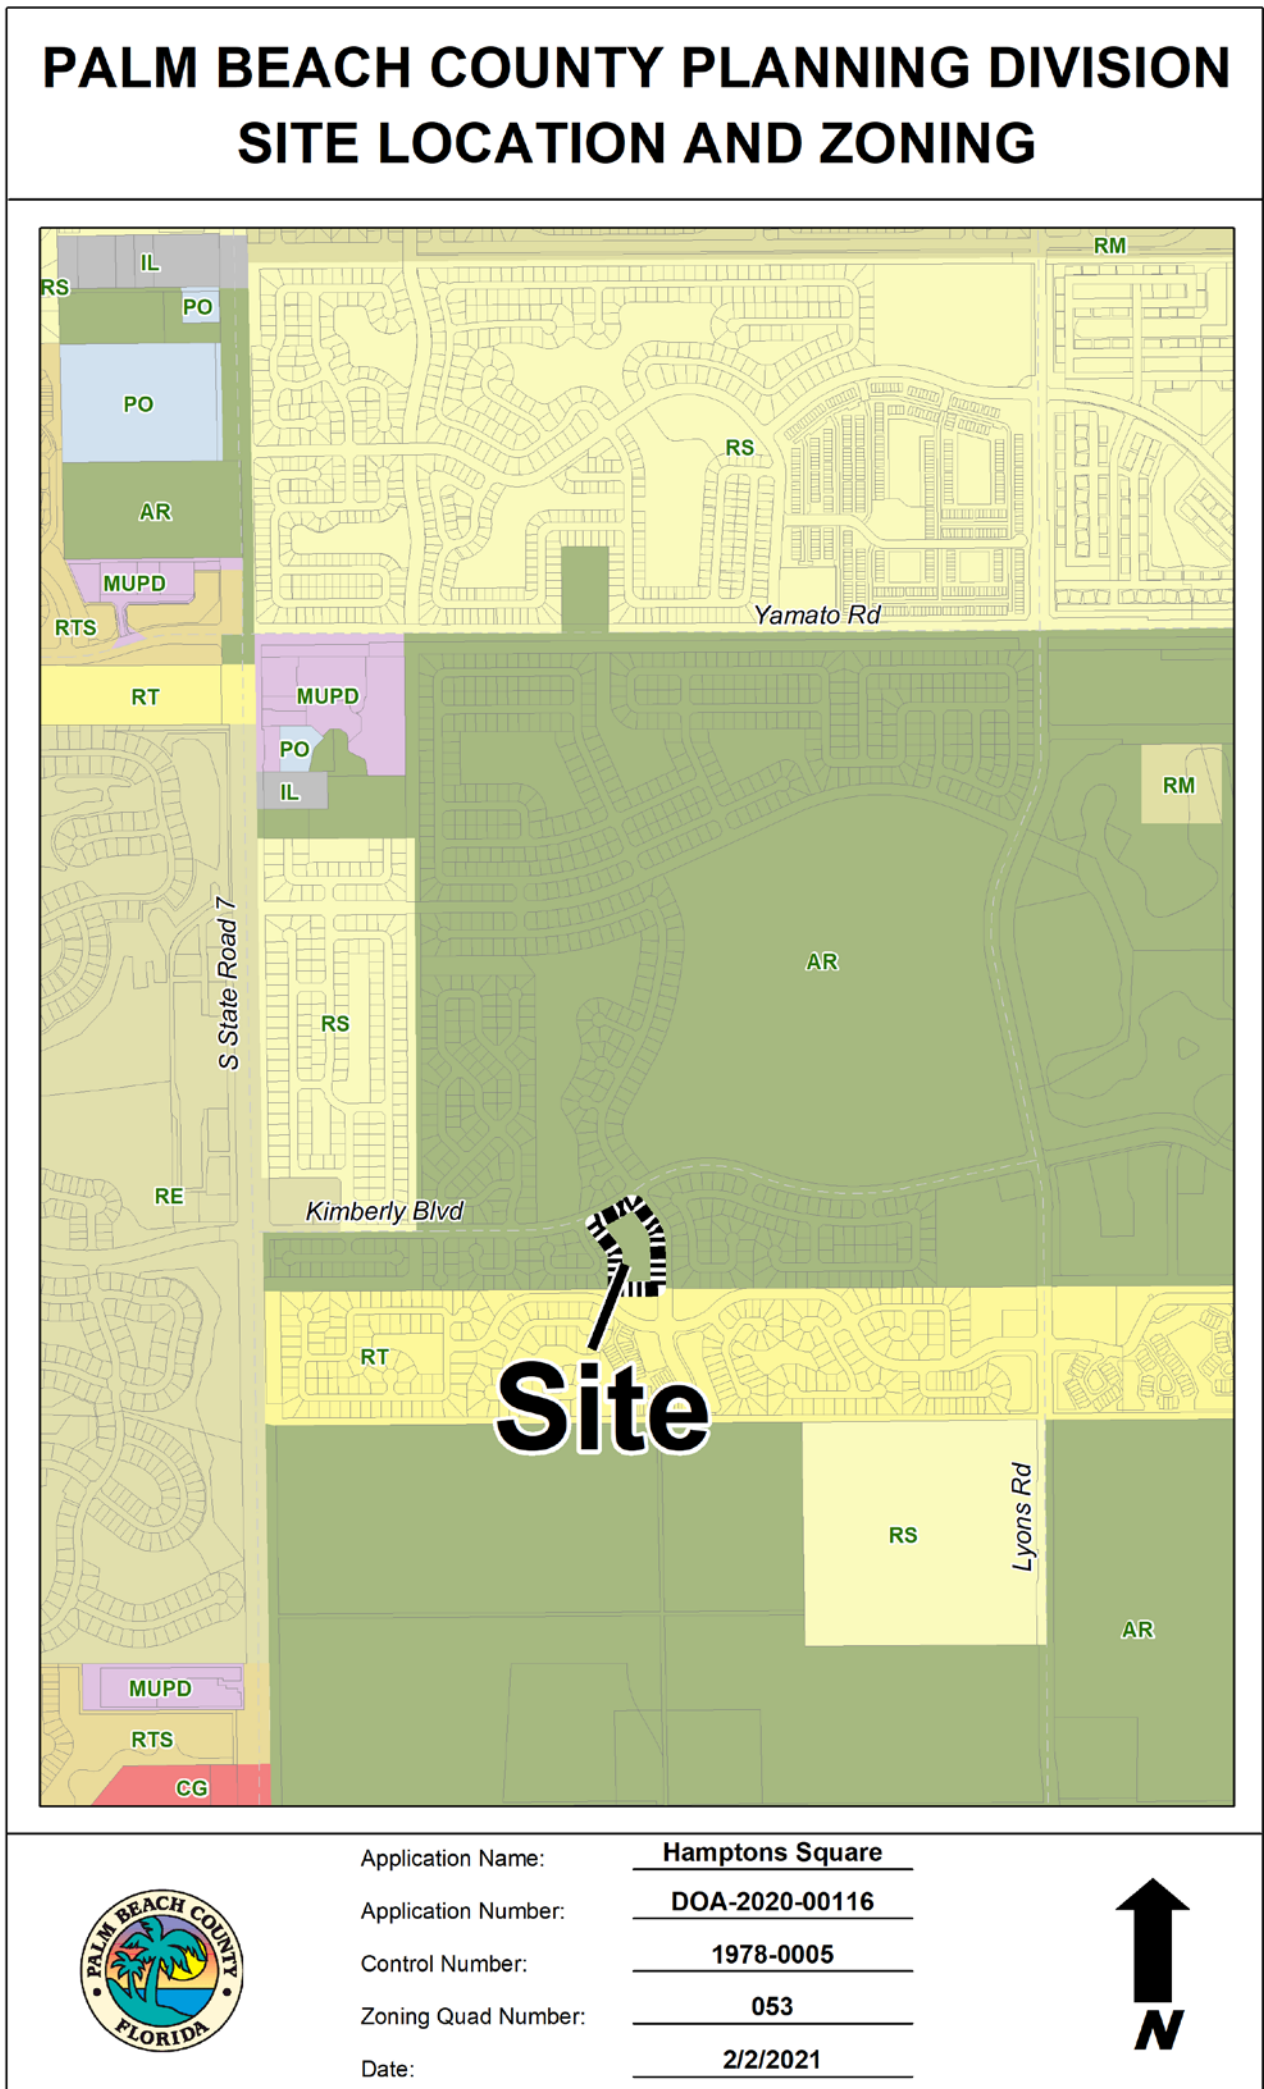 PALM BEACH COUNTY PLANNING DIVISION
SITE LOCATION AND ZONING
RM
IL
RS
PO
PO
RS
AR
MUPD
Yamato Rd
RTS
RT
MUPD
PO
RM
IL
S State Road 7
AR
RS
RE
Kimberly Blvd
RT
Site
Lyons Rd
RS
AR
MUPD
RTS
CG
PALM BEACH COUNTY
FLORIDA
Application Name: Hamptons Square
Application Number: DOA-2020-00116
Control Number: 1978-0005
Zoning Quad Number: 053
Date: 2/2/2021
N